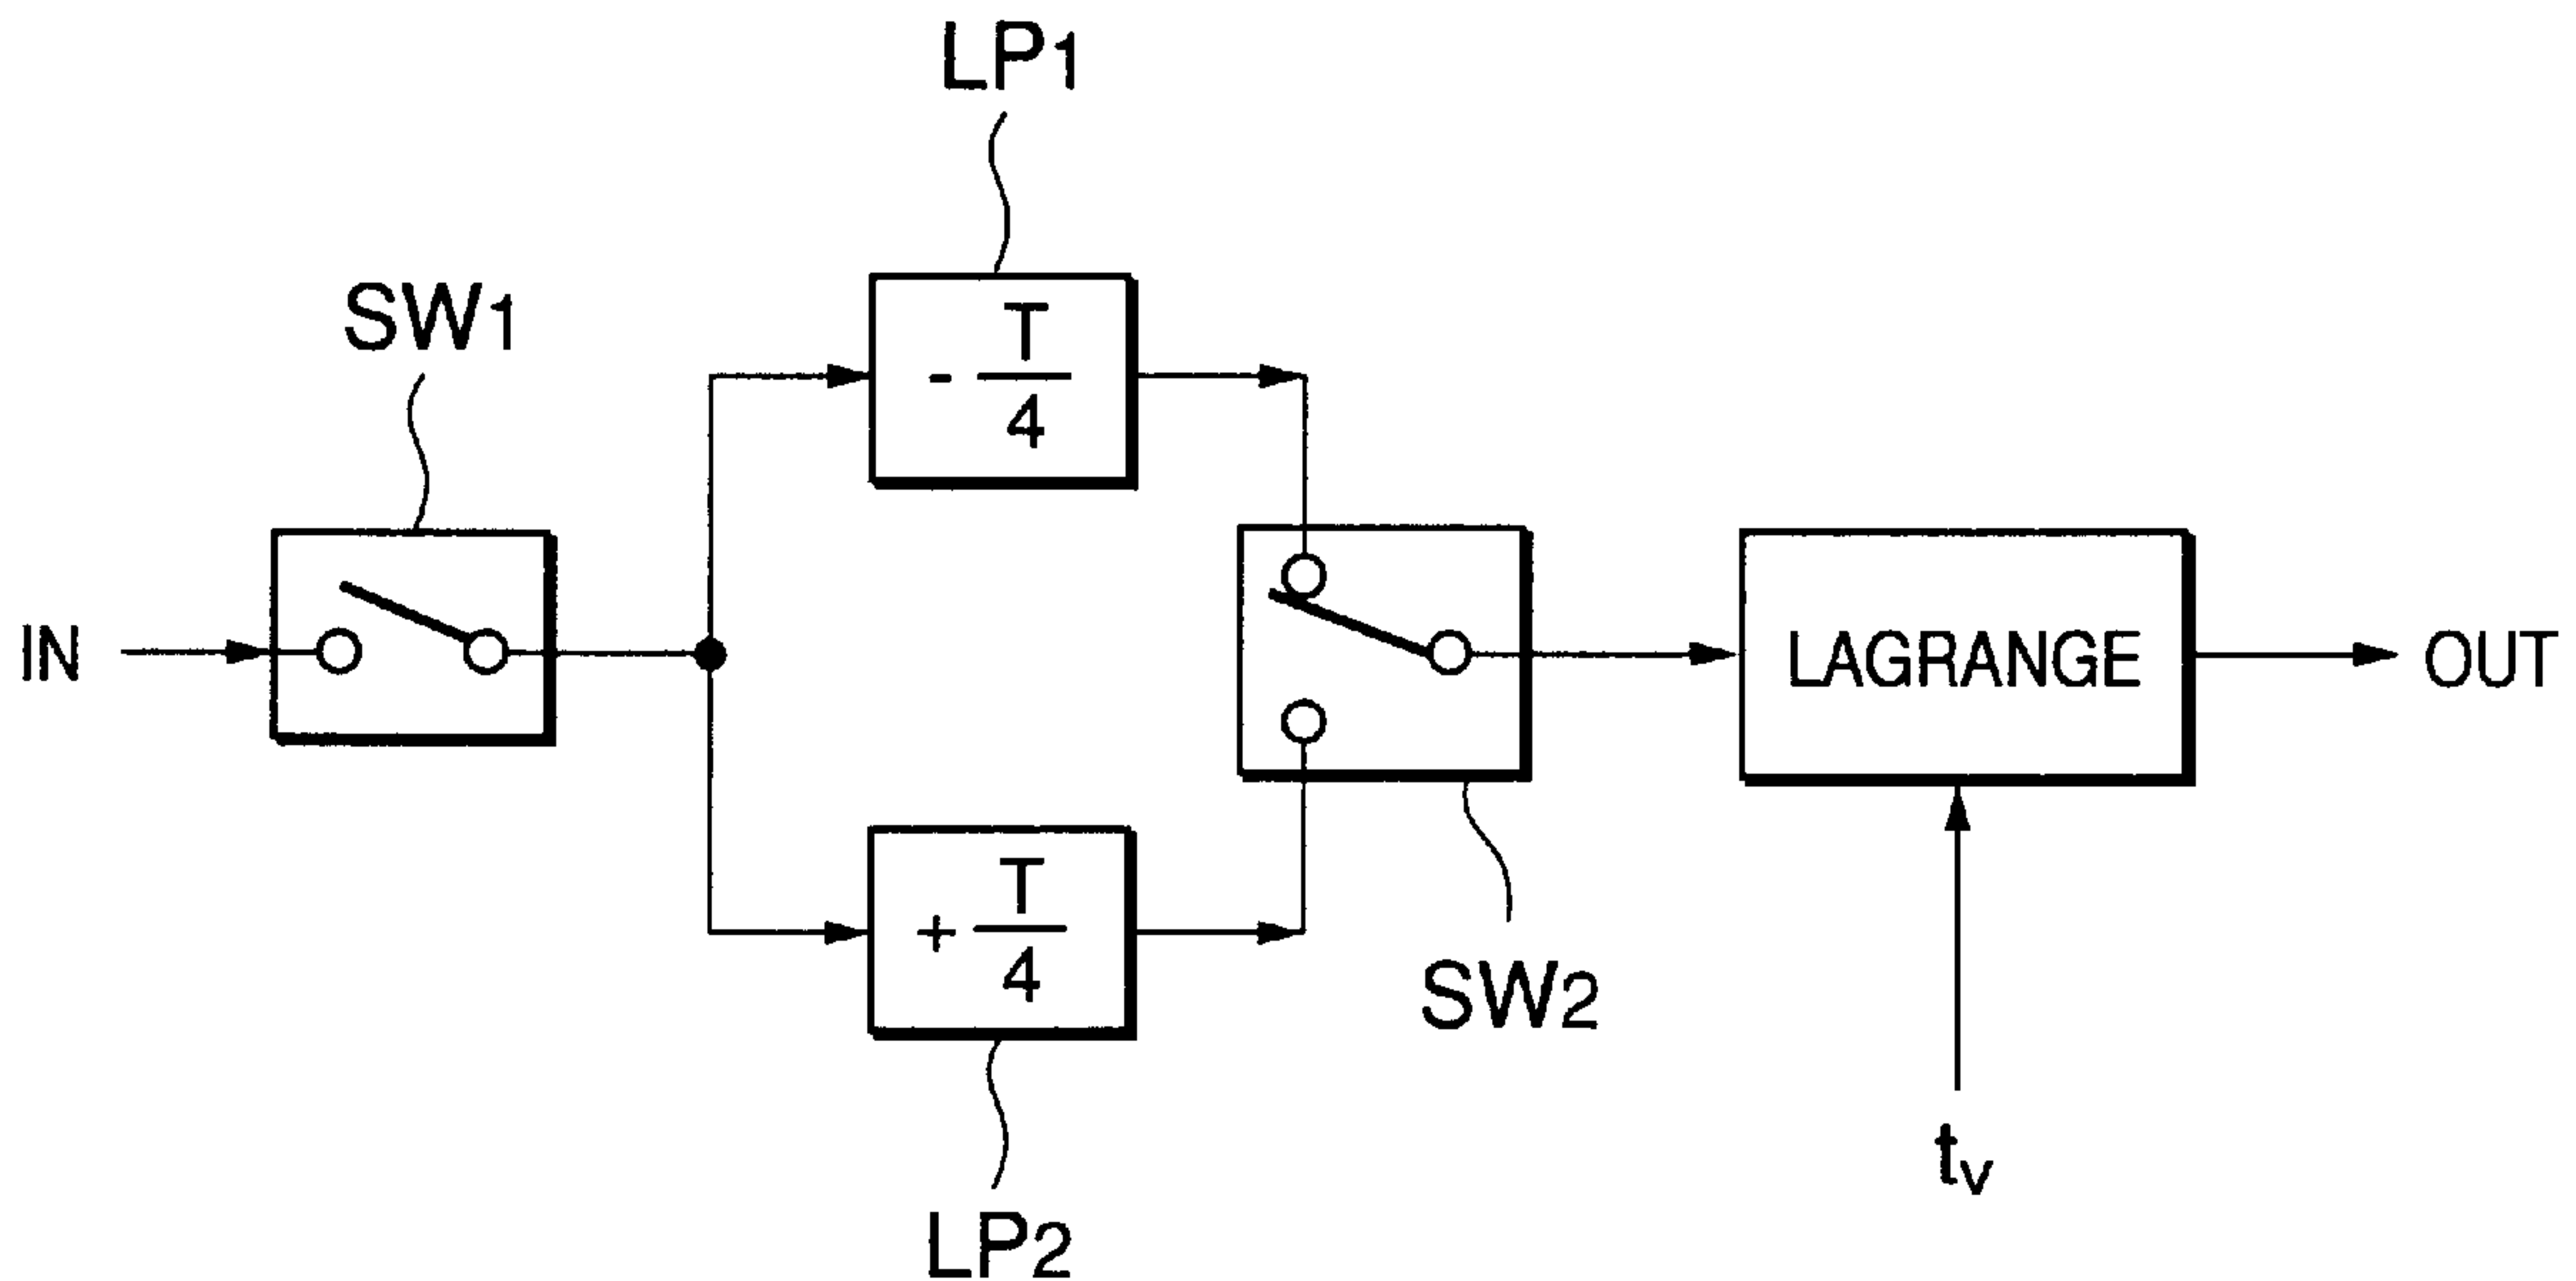 LP1
SW1
- T/4
IN
LAGRANGE
OUT
+ T/4
SW2
tv
LP2